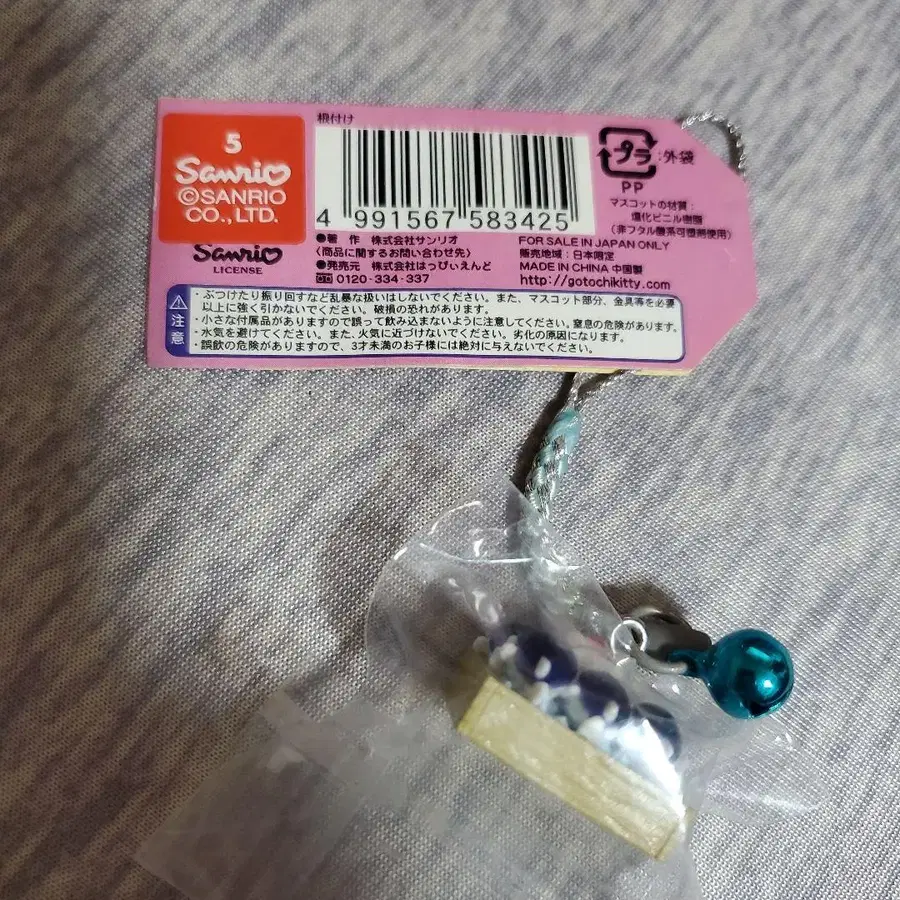 5
Sanrio
©SANRIO
CO., LTD.
Sanrio
LICENSE
根付け
4 991567 583425
●著 作 株式会社サンリオ
〈商品に関するお問い合わせ先〉
●発売元 株式会社はっぴぃえんど
0120-334-337
FOR SALE IN JAPAN ONLY
販売地域:日本限定
MADE IN CHINA 中国製
http://gotochikitty.com
プラ :外袋
PP
マスコットの材質:
塩化ビニル樹脂
(非フタル酸系可塑剤使用)
注意
・ぶつけたり振り回すなど乱暴な扱いはしないでください。また、マスコット部分、金具等を必要
以上に強く引かないでください。破損の恐れがあります。
・小さな付属品がありますので誤って飲み込まないように注意してください。窒息の危険があります。
・水気を避けてください。また、火気に近づけないでください。劣化の原因になります。
・誤飲の危険がありますので、3才未満のお子様には絶対に与えないでください。